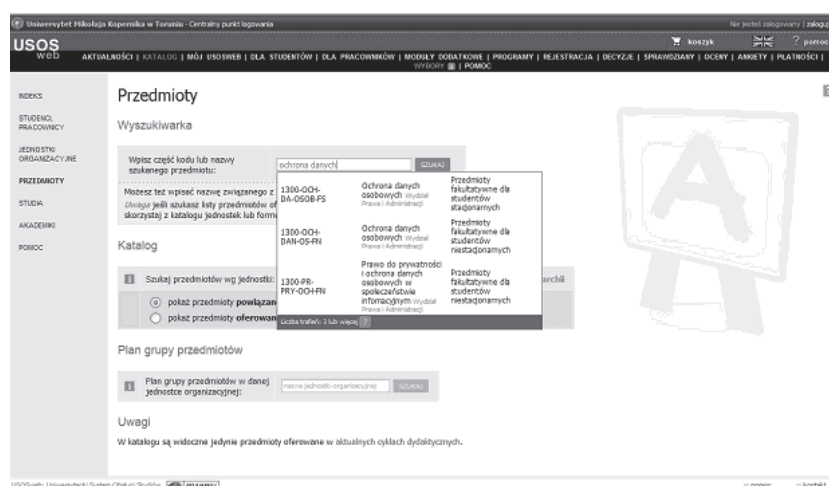 Uniwersytet Mikołaja Kopernika w Toruniu - Centralny punkt logowania
Nie jesteś zalogowany | zaloguj
USOS
web
koszyk
? pomoc
AKTUALNOŚCI | KATALOG | MÓJ USOSWEB | DLA STUDENTÓW | DLA PRACOWNIKÓW | MODUŁY DODATKOWE | PROGRAMY | REJESTRACJA | DECYZJE | SPRAWDZIANY | OCENY | ANKIETY | PŁATNOŚCI |
WYBORY | POMOC
INDEKS
STUDENCI,
PRACOWNICY
JEDNOSTKI
ORGANIZACYJNE
PRZEDMIOTY
STUDIA
AKADEMIKI
POMOC
Przedmioty
Wyszukiwarka
Wpisz część kodu lub nazwy
szukanego przedmiotu:
ochrona danych
SZUKAJ
Możesz też wpisać nazwę związanego z
Uwaga jeśli szukasz listy przedmiotów of
skorzystaj z katalogu jednostek lub formu
1300-OCH-
DA-OSOB-FS
Ochrona danych
osobowych Wydział
Prawa i Administracji
Przedmioty
fakultatywne dla
studentów
stacjonarnych
1300-OCH-
DAN-OS-FN
Ochrona danych
osobowych Wydział
Prawa i Administracji
Przedmioty
fakultatywne dla
studentów
niestacjonarnych
1300-PR-
PRY-OCH-FN
Prawo do prywatności
i ochrona danych
osobowych w
społeczeństwie
informacyjnym Wydział
Prawa i Administracji
Przedmioty
fakultatywne dla
studentów
niestacjonarnych
Liczba trafień: 3 lub więcej ?
Katalog
Szukaj przedmiotów wg jednostki:
archii
pokaż przedmioty powiązan
pokaż przedmioty oferowan
Plan grupy przedmiotów
Plan grupy przedmiotów w danej
jednostce organizacyjnej:
nazwa jednostki organizacyjnej
SZUKAJ
Uwagi
W katalogu są widoczne jedynie przedmioty oferowane w aktualnych cyklach dydaktycznych.
pomoc
kontakt